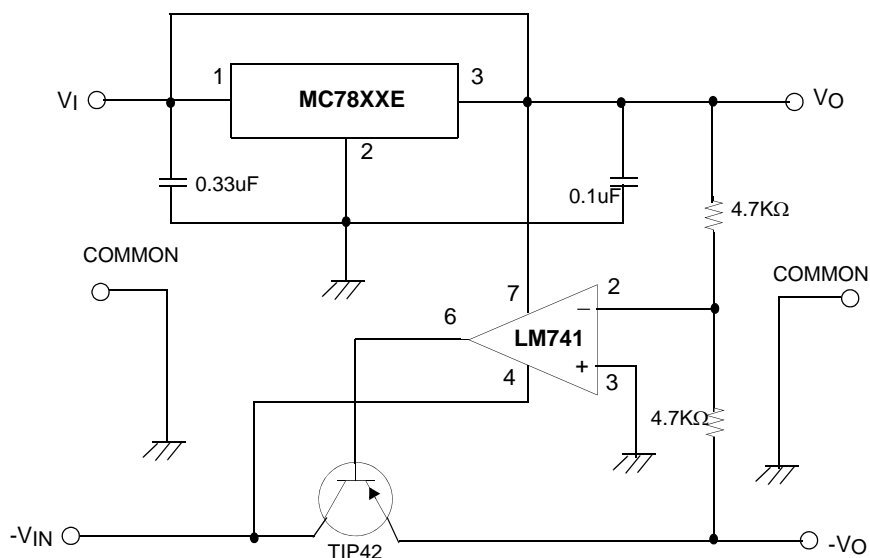 1
MC78XXE
3
VI
VO
2
0.33uF
0.1uF
4.7KΩ
COMMON
COMMON
7
2
6
−
LM741
+
4
3
4.7KΩ
-VIN
-VO
TIP42